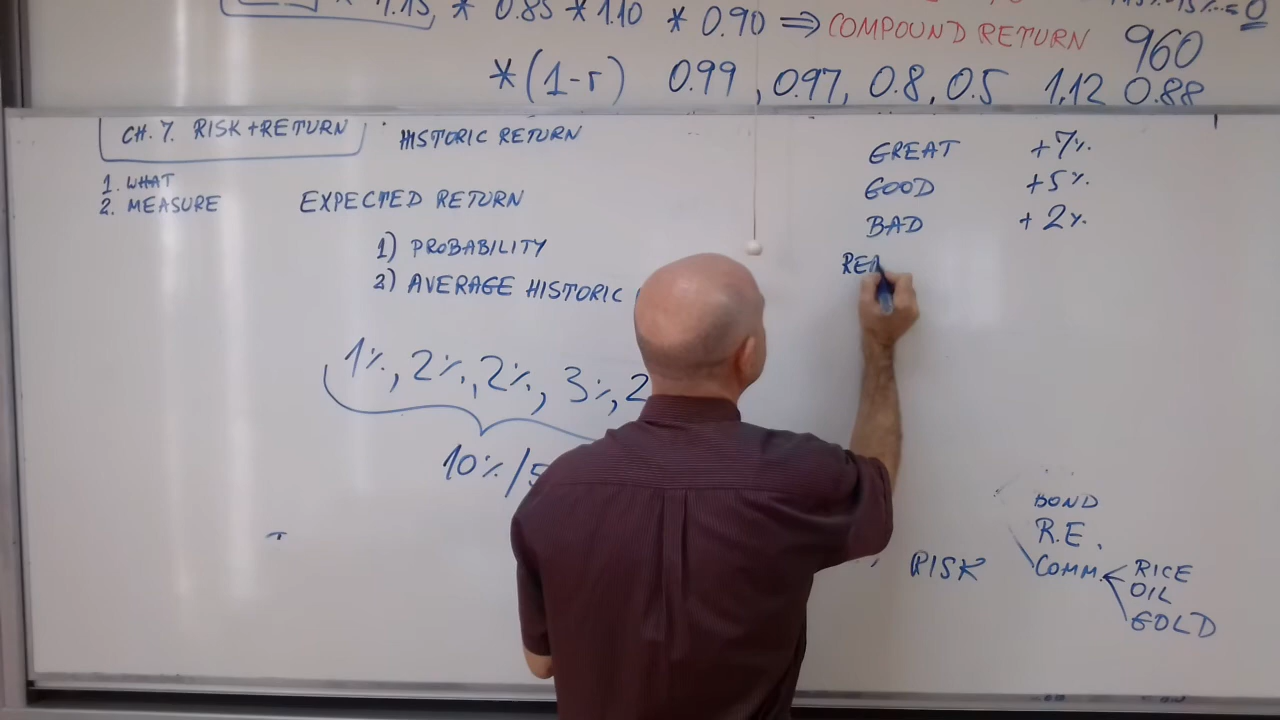 * 1.15 * 0.85 * 1.10 * 0.90 ⇒ COMPOUND RETURN 960
*(1-r) 0.99, 0.97, 0.8, 0.5 1,12 0.88
CH. 7. RISK + RETURN
HISTORIC RETURN
1. WHAT
2. MEASURE
EXPECTED RETURN
1) PROBABILITY
2) AVERAGE HISTORIC
1%, 2%, 2%, 3%, 2
10% / 5
GREAT +7%
GOOD +5%
BAD +2%
REA
RISK
BOND
R.E.
COMM.
RICE
OIL
GOLD